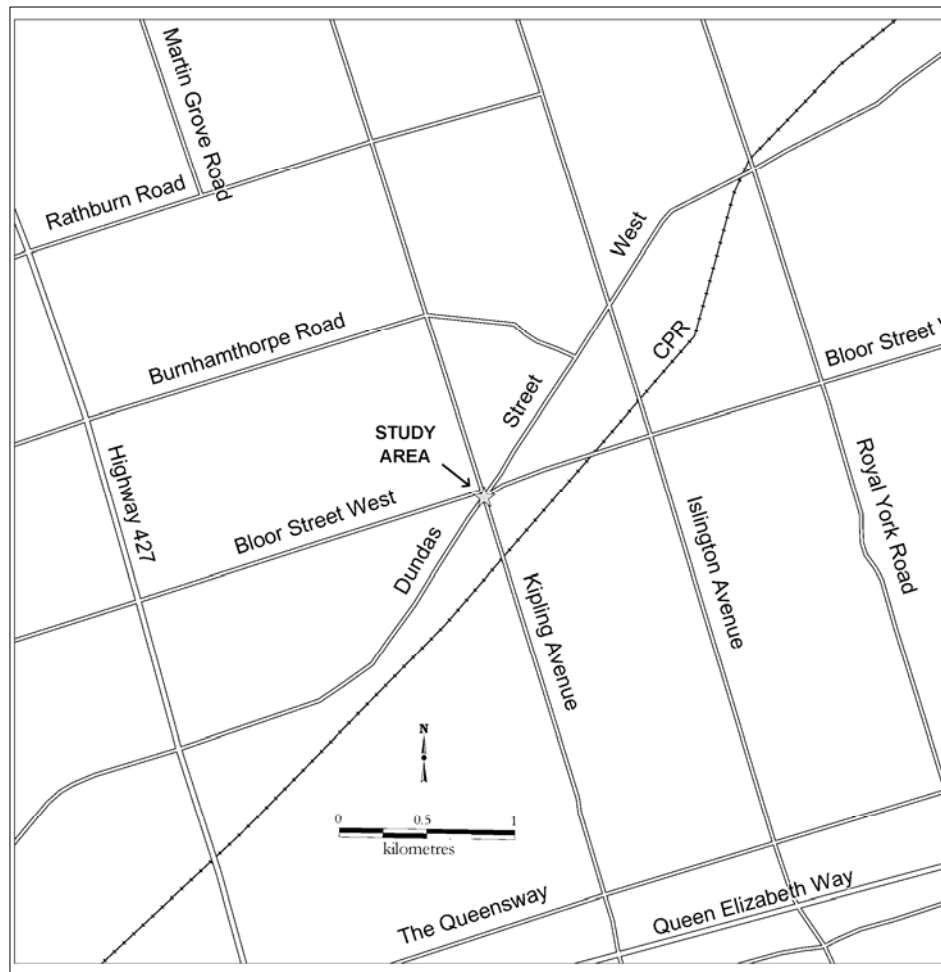 Martin Grove Road
Rathburn Road
West
Burnhamthorpe Road
CPR
Bloor Street W
Street
STUDY
AREA
Highway 427
Bloor Street West
Royal York Road
Dundas
Islington Avenue
Kipling Avenue
N
0 0.5 1
kilometres
The Queensway
Queen Elizabeth Way